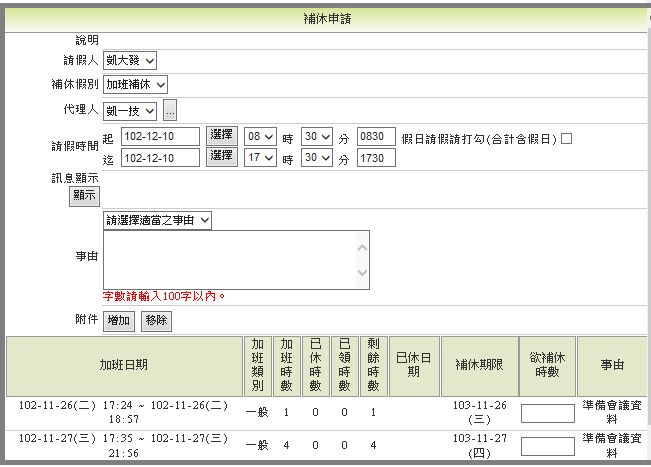 補休申請
說明
請假人 凱大發
補休假別 加班補休
代理人 凱一技 ...
請假時間
起 102-12-10 選擇 08 時 30 分 0830 假日請假請打勾(合計含假日)
迄 102-12-10 選擇 17 時 30 分 1730
訊息顯示
顯示
請選擇適當之事由
事由
字數請輸入100字以內。
附件 增加 移除
加班日期 加班類別 加班時數 已休時數 已領時數 剩餘時數 已休日期 補休期限 欲補休時數 事由
102-11-26(二) 17:24 ~ 102-11-26(二) 18:57 一般 1 0 0 1 103-11-26(三) 準備會議資料
102-11-27(三) 17:35 ~ 102-11-27(三) 21:56 一般 4 0 0 4 103-11-27(四) 準備會議資料